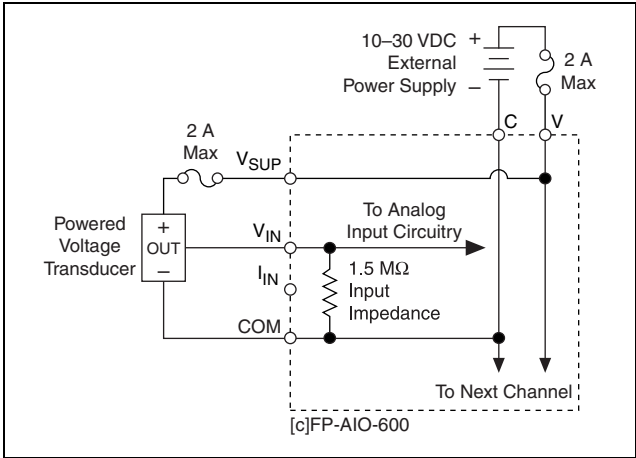 10–30 VDC
External
Power Supply
+
–
2 A
Max
C
V
2 A
Max
VSUP
Powered
Voltage
Transducer
+
OUT
–
VIN
To Analog
Input Circuitry
IIN
1.5 MΩ
Input
Impedance
COM
To Next Channel
[c]FP-AIO-600